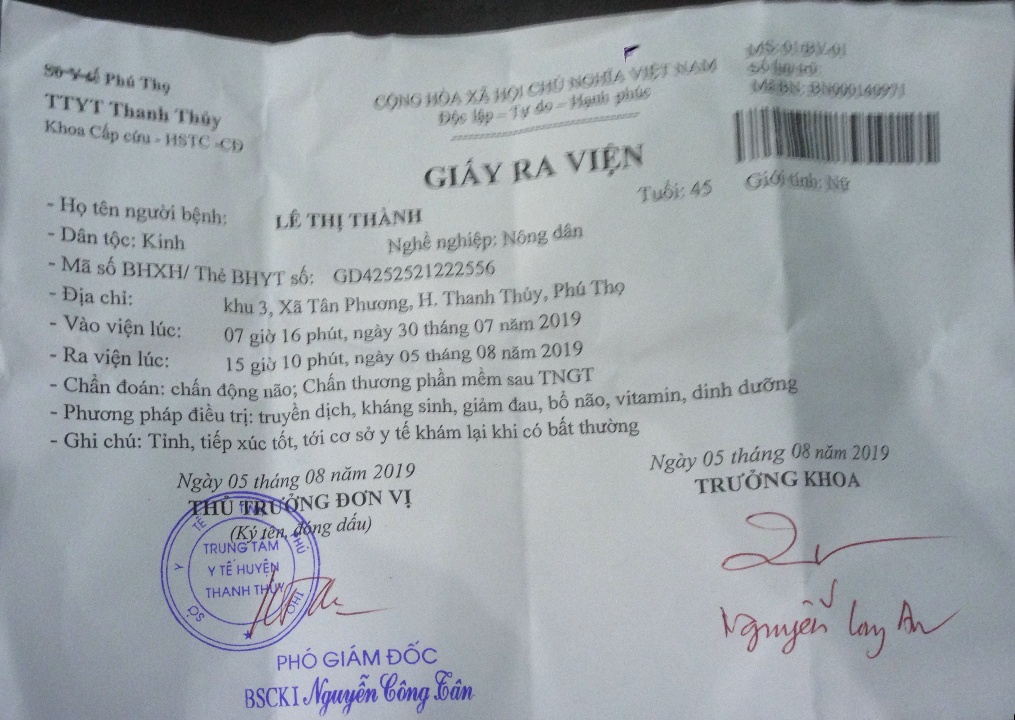 Sở Y tế Phú Thọ
TTYT Thanh Thủy
Khoa Cấp cứu - HSTC -CĐ
CỘNG HÒA XÃ HỘI CHỦ NGHĨA VIỆT NAM
Độc lập – Tự do – Hạnh phúc
MS: 01/BV-01
Số lưu trữ:
Mã BN: BN000149971
GIẤY RA VIỆN
- Họ tên người bệnh: LÊ THỊ THÀNH Tuổi: 45 Giới tính: Nữ
- Dân tộc: Kinh Nghề nghiệp: Nông dân
- Mã số BHXH/ Thẻ BHYT số: GD4252521222556
- Địa chỉ: khu 3, Xã Tân Phương, H. Thanh Thủy, Phú Thọ
- Vào viện lúc: 07 giờ 16 phút, ngày 30 tháng 07 năm 2019
- Ra viện lúc: 15 giờ 10 phút, ngày 05 tháng 08 năm 2019
- Chẩn đoán: chấn động não; Chấn thương phần mềm sau TNGT
- Phương pháp điều trị: truyền dịch, kháng sinh, giảm đau, bổ não, vitamin, dinh dưỡng
- Ghi chú: Tỉnh, tiếp xúc tốt, tới cơ sở y tế khám lại khi có bất thường
Ngày 05 tháng 08 năm 2019
THỦ TRƯỞNG ĐƠN VỊ
(Ký tên, đóng dấu)
Ngày 05 tháng 08 năm 2019
TRƯỞNG KHOA
SỞ Y TẾ PHÚ THỌ
TRUNG TÂM
Y TẾ HUYỆN
THANH THỦY
PHÓ GIÁM ĐỐC
BSCKI Nguyễn Công Tân
Nguyễn